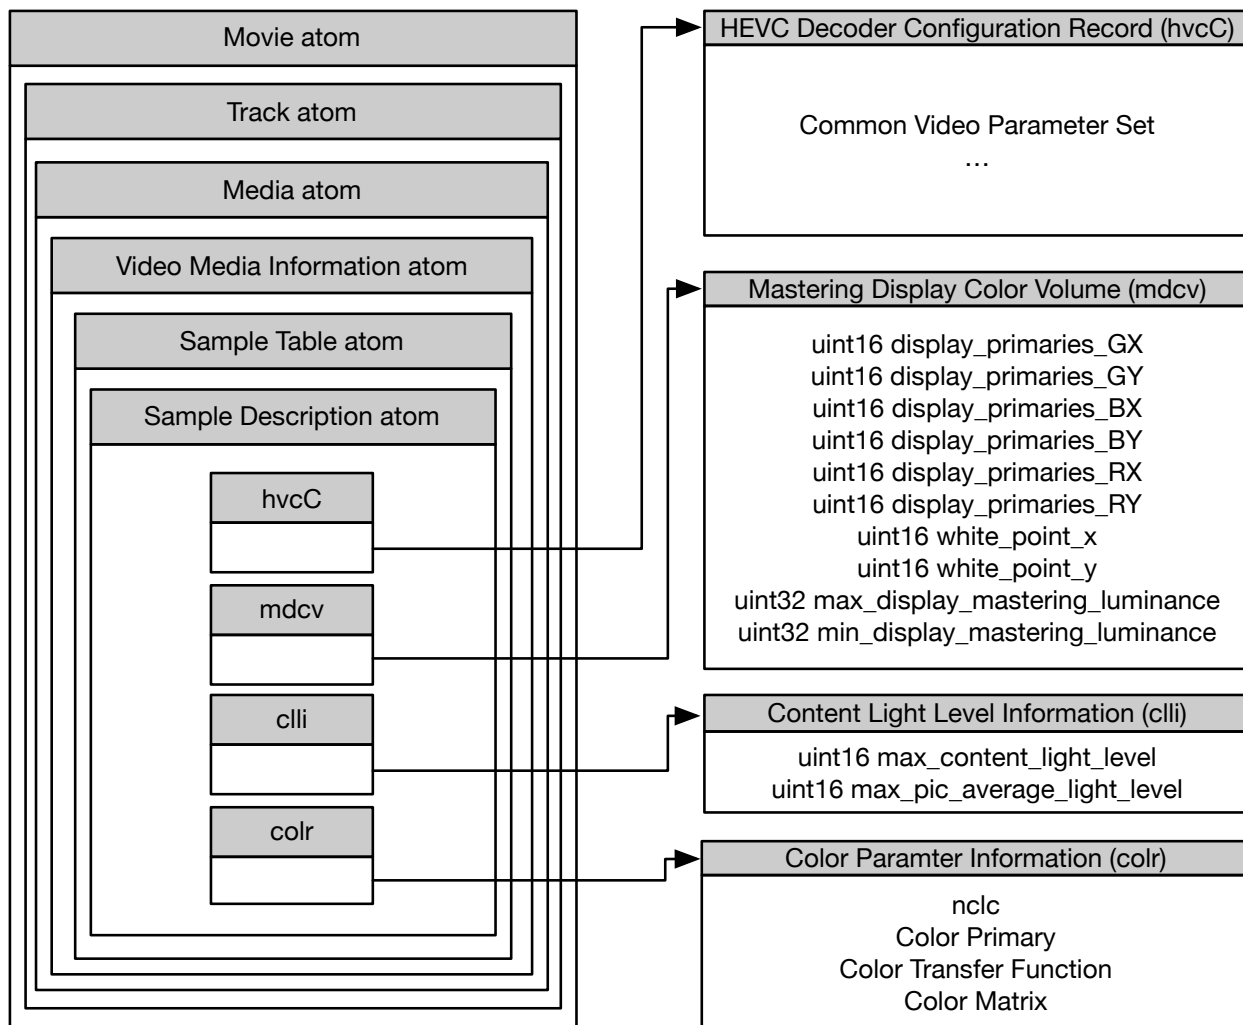 Movie atom
Track atom
Media atom
Video Media Information atom
Sample Table atom
Sample Description atom
hvcC
mdcv
clli
colr
HEVC Decoder Configuration Record (hvcC)
Common Video Parameter Set
...
Mastering Display Color Volume (mdcv)
uint16 display_primaries_GX
uint16 display_primaries_GY
uint16 display_primaries_BX
uint16 display_primaries_BY
uint16 display_primaries_RX
uint16 display_primaries_RY
uint16 white_point_x
uint16 white_point_y
uint32 max_display_mastering_luminance
uint32 min_display_mastering_luminance
Content Light Level Information (clli)
uint16 max_content_light_level
uint16 max_pic_average_light_level
Color Paramter Information (colr)
nclc
Color Primary
Color Transfer Function
Color Matrix